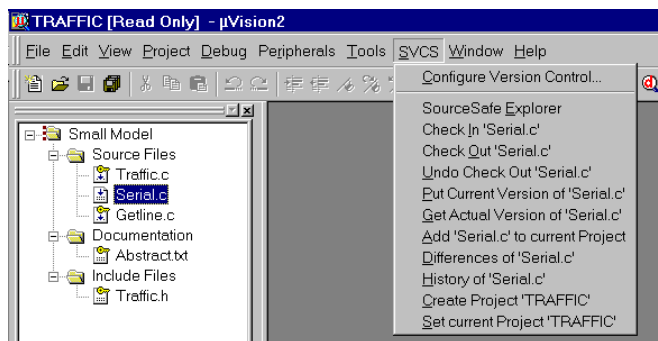 TRAFFIC [Read Only] - µVision2
File Edit View Project Debug Peripherals Tools SVCS Window Help
Configure Version Control...
SourceSafe Explorer
Check In 'Serial.c'
Check Out 'Serial.c'
Undo Check Out 'Serial.c'
Put Current Version of 'Serial.c'
Get Actual Version of 'Serial.c'
Add 'Serial.c' to current Project
Differences of 'Serial.c'
History of 'Serial.c'
Create Project 'TRAFFIC'
Set current Project 'TRAFFIC'
Small Model
Source Files
Traffic.c
Serial.c
Getline.c
Documentation
Abstract.txt
Include Files
Traffic.h